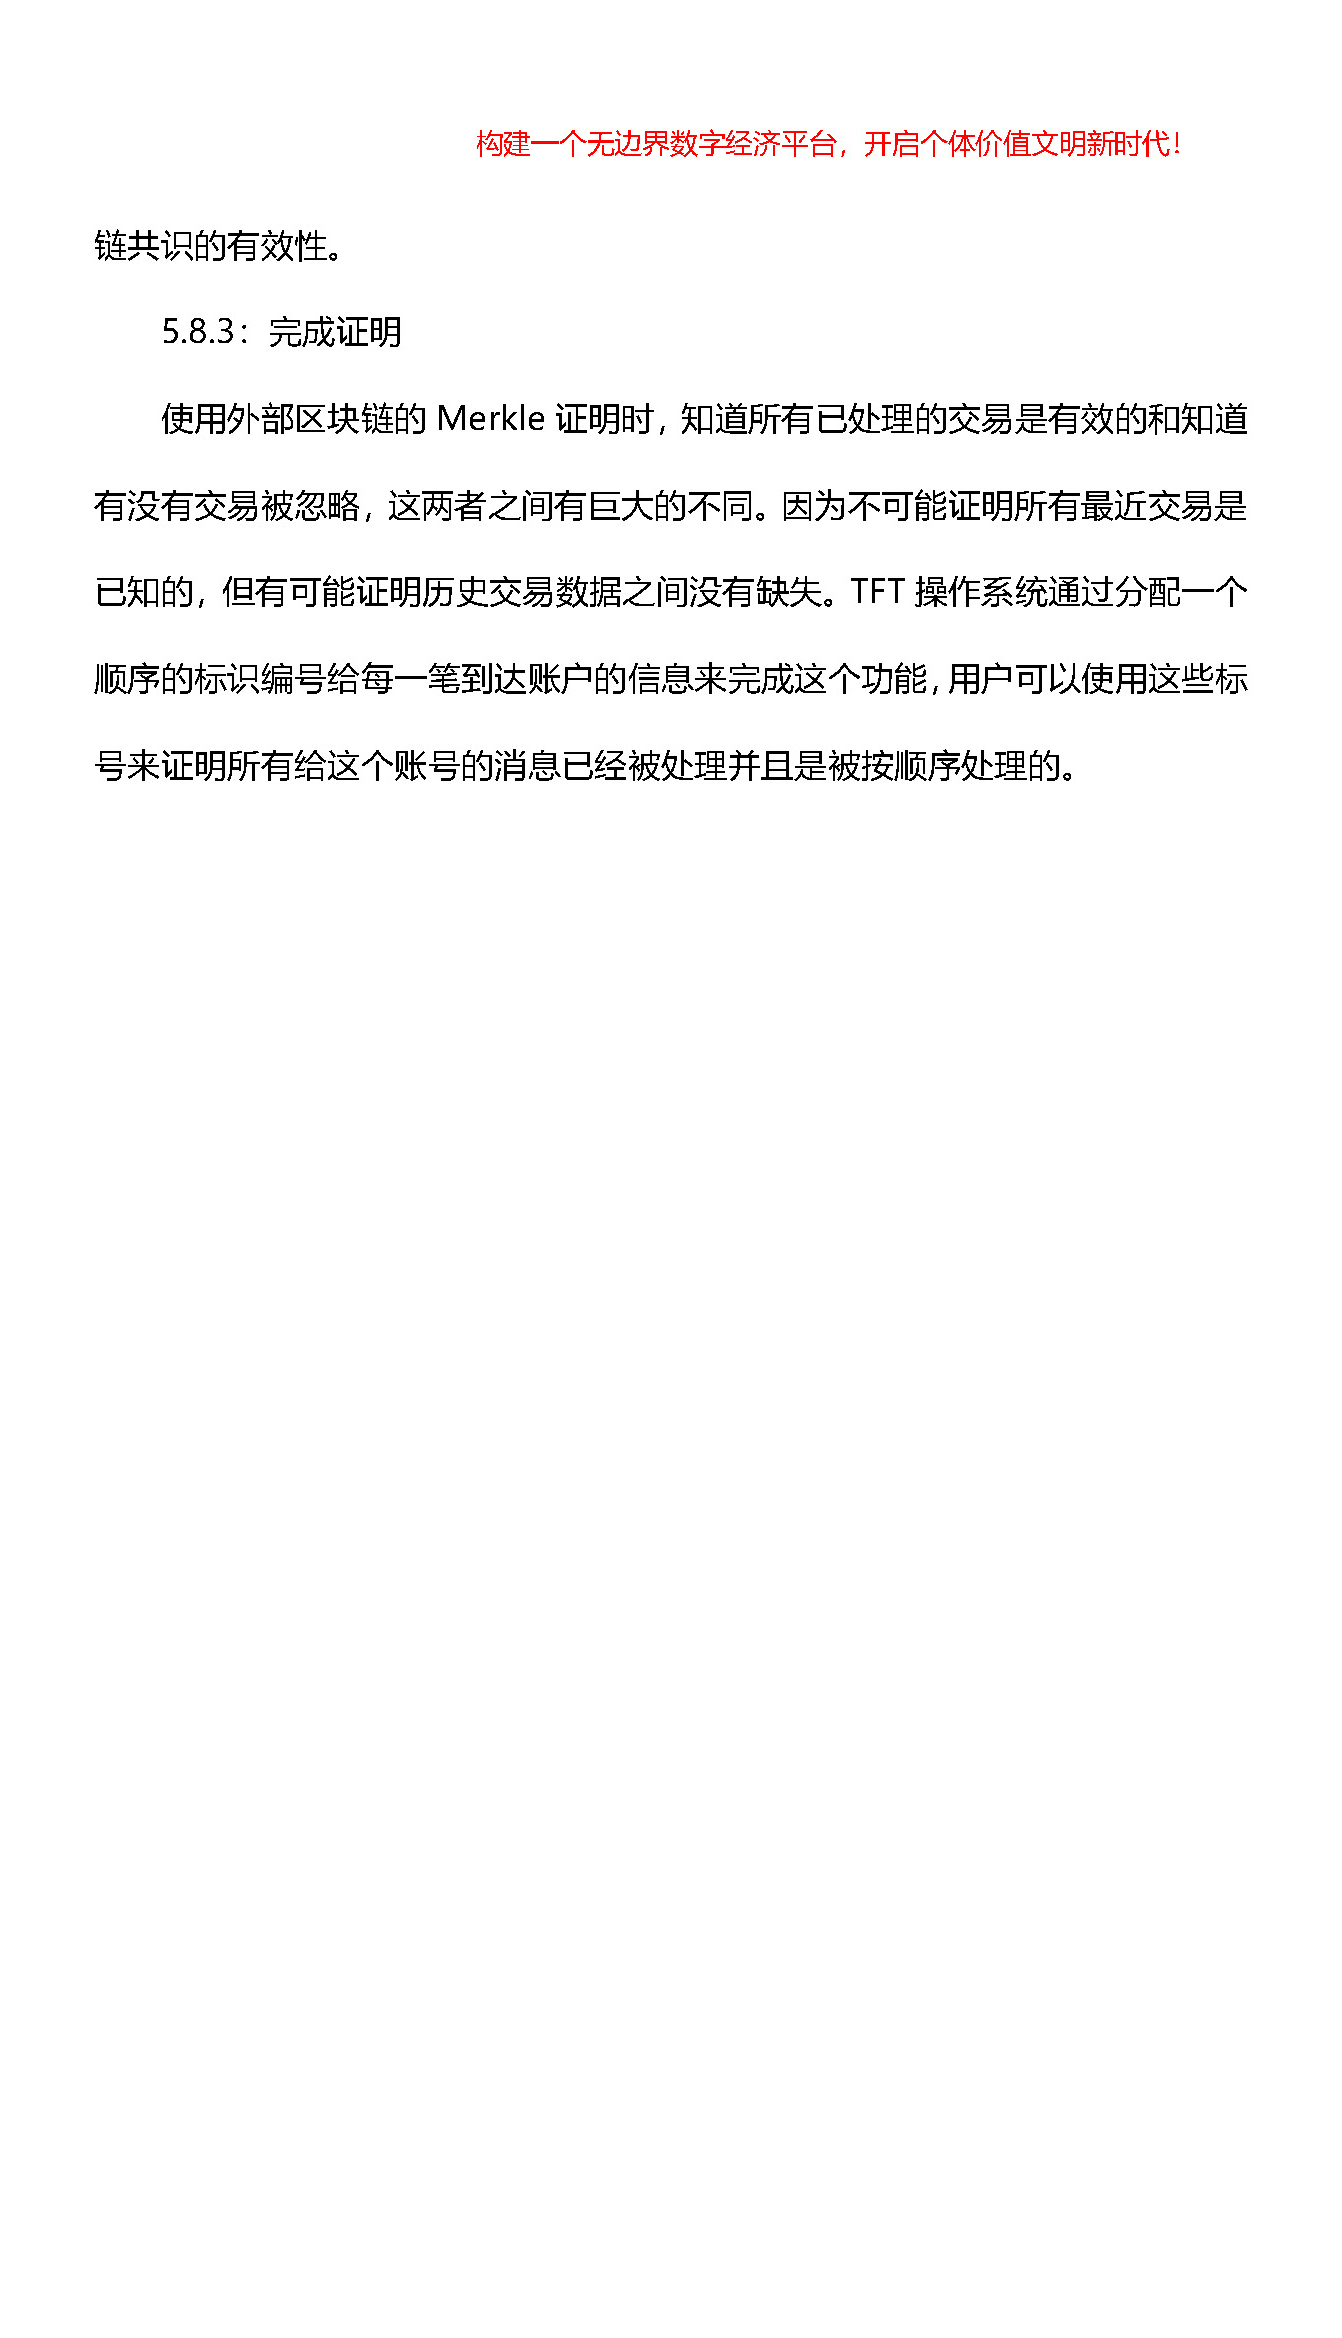 构建一个无边界数字经济平台，开启个体价值文明新时代！
链共识的有效性。
5.8.3：完成证明
使用外部区块链的 Merkle 证明时，知道所有已处理的交易是有效的和知道
有没有交易被忽略，这两者之间有巨大的不同。因为不可能证明所有最近交易是
已知的，但有可能证明历史交易数据之间没有缺失。TFT 操作系统通过分配一个
顺序的标识编号给每一笔到达账户的信息来完成这个功能，用户可以使用这些标
号来证明所有给这个账号的消息已经被处理并且是被按顺序处理的。